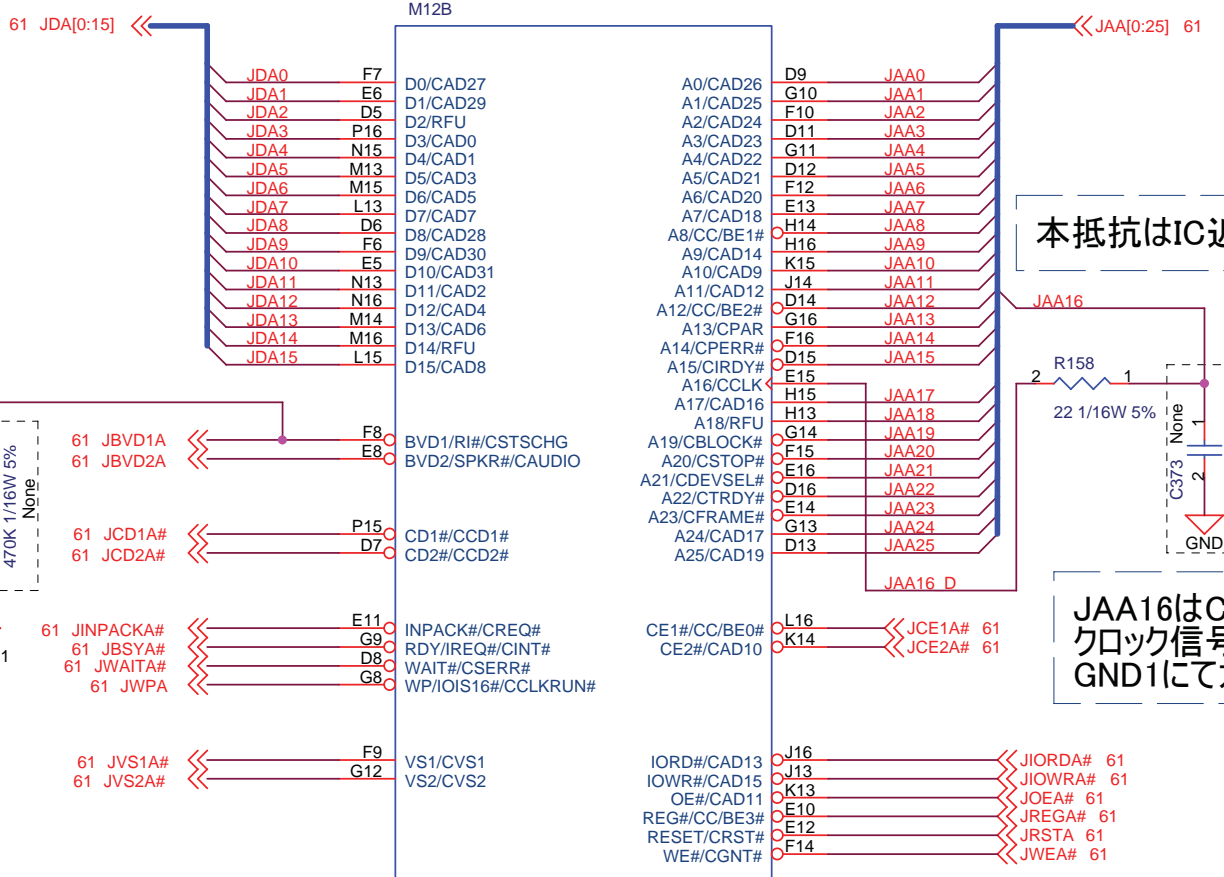 M12B
61 JDA[0:15]
JAA[0:25] 61
JDA0 F7 D0/CAD27
JDA1 E6 D1/CAD29
JDA2 D5 D2/RFU
JDA3 P16 D3/CAD0
JDA4 N15 D4/CAD1
JDA5 M13 D5/CAD3
JDA6 M15 D6/CAD5
JDA7 L13 D7/CAD7
JDA8 D6 D8/CAD28
JDA9 F6 D9/CAD30
JDA10 E5 D10/CAD31
JDA11 N13 D11/CAD2
JDA12 N16 D12/CAD4
JDA13 M14 D13/CAD6
JDA14 M16 D14/RFU
JDA15 L15 D15/CAD8
61 JBVD1A F8 BVD1/RI#/CSTSCHG
61 JBVD2A E8 BVD2/SPKR#/CAUDIO
470K 1/16W 5%
None
61 JCD1A# P15 CD1#/CCD1#
61 JCD2A# D7 CD2#/CCD2#
61 JINPACKA# E11 INPACK#/CREQ#
61 JBSYA# G9 RDY/IREQ#/CINT#
61 JWAITA# D8 WAIT#/CSERR#
61 JWPA G8 WP/IOIS16#/CCLKRUN#
1
61 JVS1A# F9 VS1/CVS1
61 JVS2A# G12 VS2/CVS2
A0/CAD26 D9 JAA0
A1/CAD25 G10 JAA1
A2/CAD24 F10 JAA2
A3/CAD23 D11 JAA3
A4/CAD22 G11 JAA4
A5/CAD21 D12 JAA5
A6/CAD20 F12 JAA6
A7/CAD18 E13 JAA7
A8/CC/BE1# H14 JAA8
A9/CAD14 H16 JAA9
A10/CAD9 K15 JAA10
A11/CAD12 J14 JAA11
A12/CC/BE2# D14 JAA12
A13/CPAR G16 JAA13
A14/CPERR# F16 JAA14
A15/CIRDY# D15 JAA15
A16/CCLK E15
A17/CAD16 H15 JAA17
A18/RFU H13 JAA18
A19/CBLOCK# G14 JAA19
A20/CSTOP# F15 JAA20
A21/CDEVSEL# E16 JAA21
A22/CTRDY# D16 JAA22
A23/CFRAME# E14 JAA23
A24/CAD17 G13 JAA24
A25/CAD19 D13 JAA25
JAA16_D
CE1#/CC/BE0# L16 JCE1A# 61
CE2#/CAD10 K14 JCE2A# 61
IORD#/CAD13 J16 JIORDA# 61
IOWR#/CAD15 J13 JIOWRA# 61
OE#/CAD11 K13 JOEA# 61
REG#/CC/BE3# E10 JREGA# 61
RESET/CRST# E12 JRSTA 61
WE#/CGNT# F14 JWEA# 61
本抵抗はIC近
JAA16
R158
2 1
22 1/16W 5%
None
1
C373
2
GND
JAA16はC
クロック信号
GND1にてガ